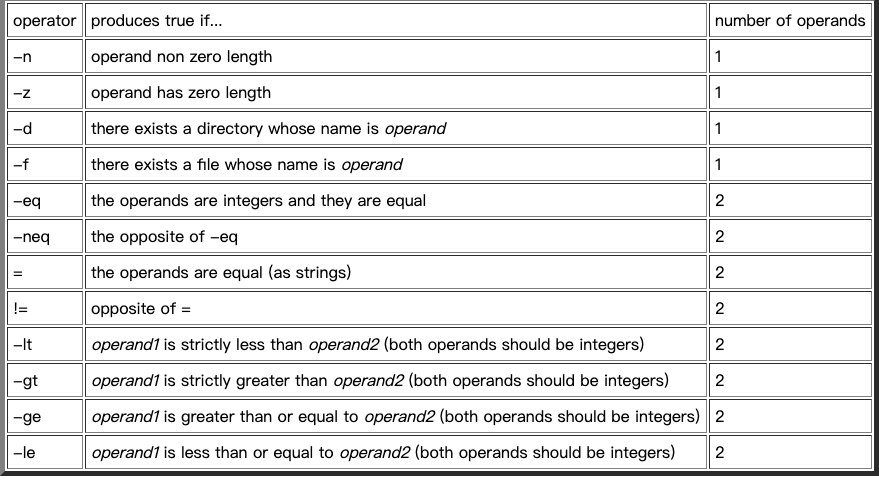 operator produces true if... number of operands
-n operand non zero length 1
-z operand has zero length 1
-d there exists a directory whose name is operand 1
-f there exists a file whose name is operand 1
-eq the operands are integers and they are equal 2
-neq the opposite of -eq 2
= the operands are equal (as strings) 2
!= opposite of = 2
-lt operand1 is strictly less than operand2 (both operands should be integers) 2
-gt operand1 is strictly greater than operand2 (both operands should be integers) 2
-ge operand1 is greater than or equal to operand2 (both operands should be integers) 2
-le operand1 is less than or equal to operand2 (both operands should be integers) 2